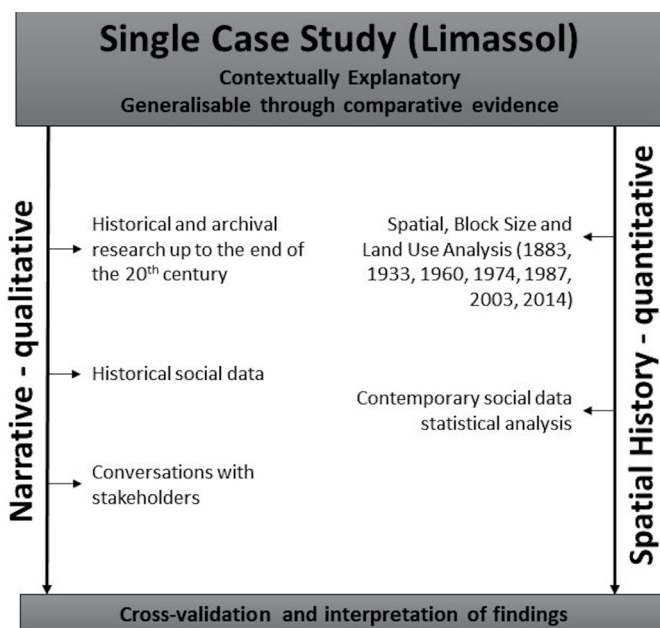 Single Case Study (Limassol)
Contextually Explanatory
Generalisable through comparative evidence
Narrative - qualitative
Historical and archival
research up to the end of
the 20th century
Historical social data
Conversations with
stakeholders
Spatial, Block Size and
Land Use Analysis (1883,
1933, 1960, 1974, 1987,
2003, 2014)
Contemporary social data
statistical analysis
Spatial History - quantitative
Cross-validation and interpretation of findings